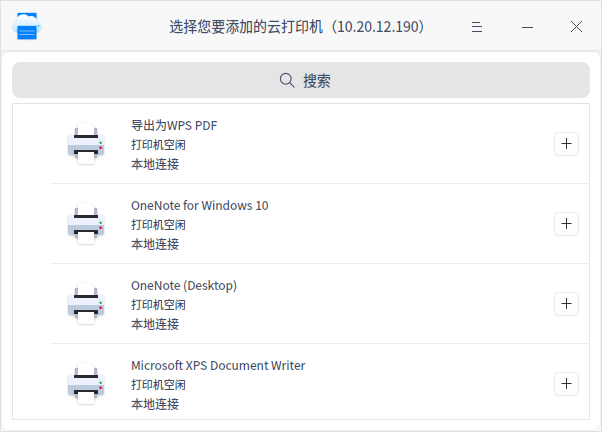 选择您要添加的云打印机（10.20.12.190）
搜索
导出为WPS PDF
打印机空闲
本地连接
OneNote for Windows 10
打印机空闲
本地连接
OneNote (Desktop)
打印机空闲
本地连接
Microsoft XPS Document Writer
打印机空闲
本地连接